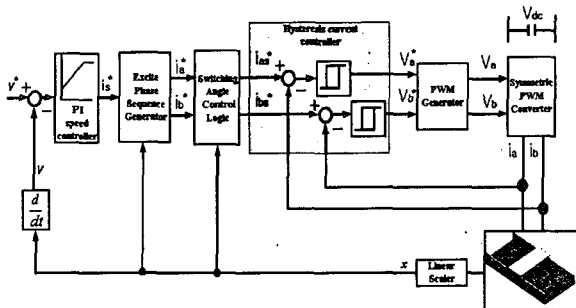 Hysteresis current
controller
Vdc
v* +
−
PI
speed
controller
is*
Excite
Phase
Sequence
Generator
ia*
ib*
Switching
Angle
Control
Logic
ias*
ibs*
+
−
+
−
Va*
Vb*
PWM
Generator
Va
Vb
Symmetric
PWM
Converter
ia ib
v
d
dt
x
Linear
Scaler